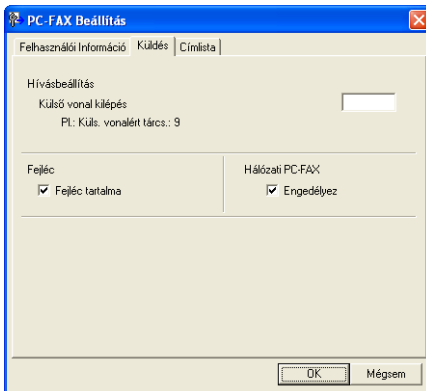 PC-FAX Beállítás
Felhasználói Információ Küldés Címlista
Hívásbeállítás
Külső vonal kilépés
Pl.: Küls. vonalért tárcs.: 9
Fejléc
Fejléc tartalma
Hálózati PC-FAX
Engedélyez
OK Mégsem